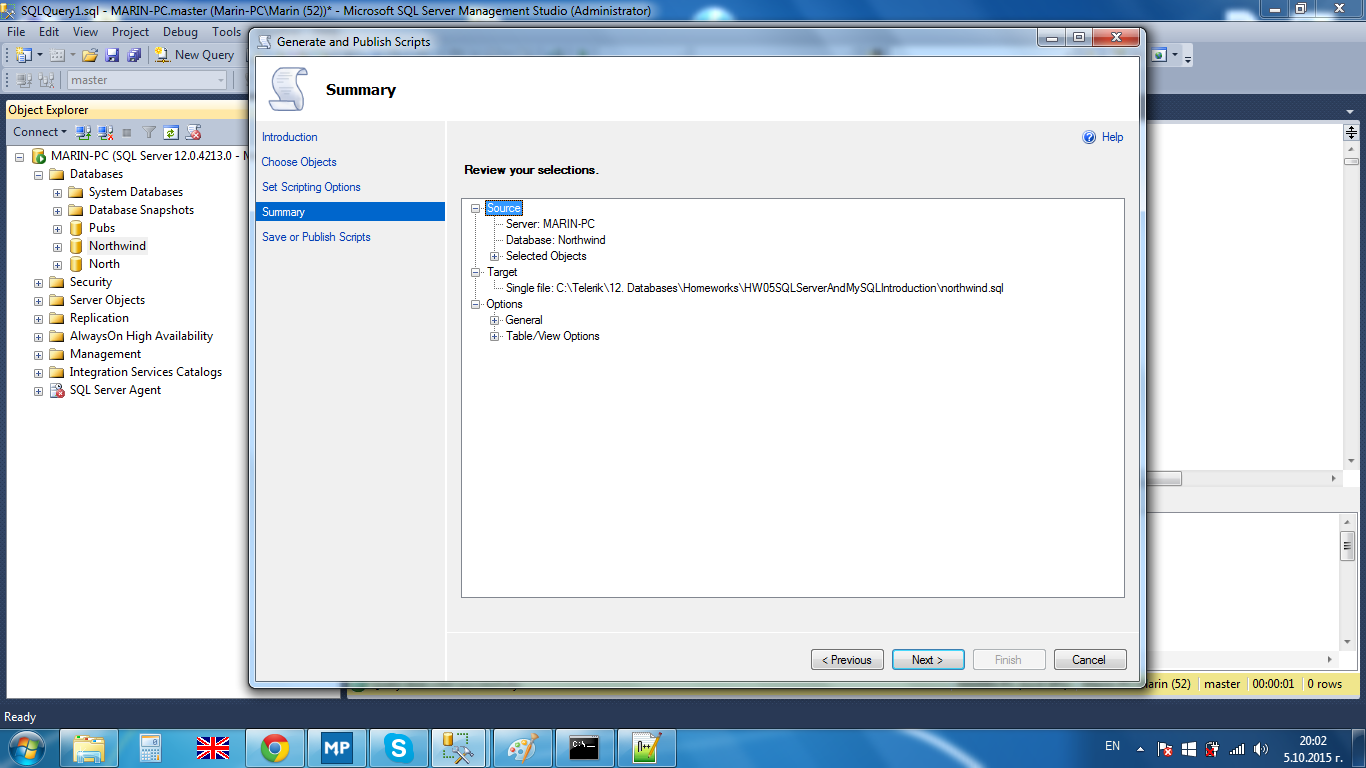 SQLQuery1.sql - MARIN-PC.master (Marin-PC\Marin (52))* - Microsoft SQL Server Management Studio (Administrator)
File Edit View Project Debug Tools
New Query
master
Object Explorer
Connect
MARIN-PC (SQL Server 12.0.4213.0 -
Databases
System Databases
Database Snapshots
Pubs
Northwind
North
Security
Server Objects
Replication
AlwaysOn High Availability
Management
Integration Services Catalogs
SQL Server Agent
Generate and Publish Scripts
Summary
Introduction
Choose Objects
Set Scripting Options
Summary
Save or Publish Scripts
Help
Review your selections.
Source
Server: MARIN-PC
Database: Northwind
Selected Objects
Target
Single file: C:\Telerik\12. Databases\Homeworks\HW05SQLServerAndMySQLIntroduction\northwind.sql
Options
General
Table/View Options
< Previous Next > Finish Cancel
arin (52) master 00:00:01 0 rows
Ready
MP
C:\
EN
20:02
5.10.2015 г.